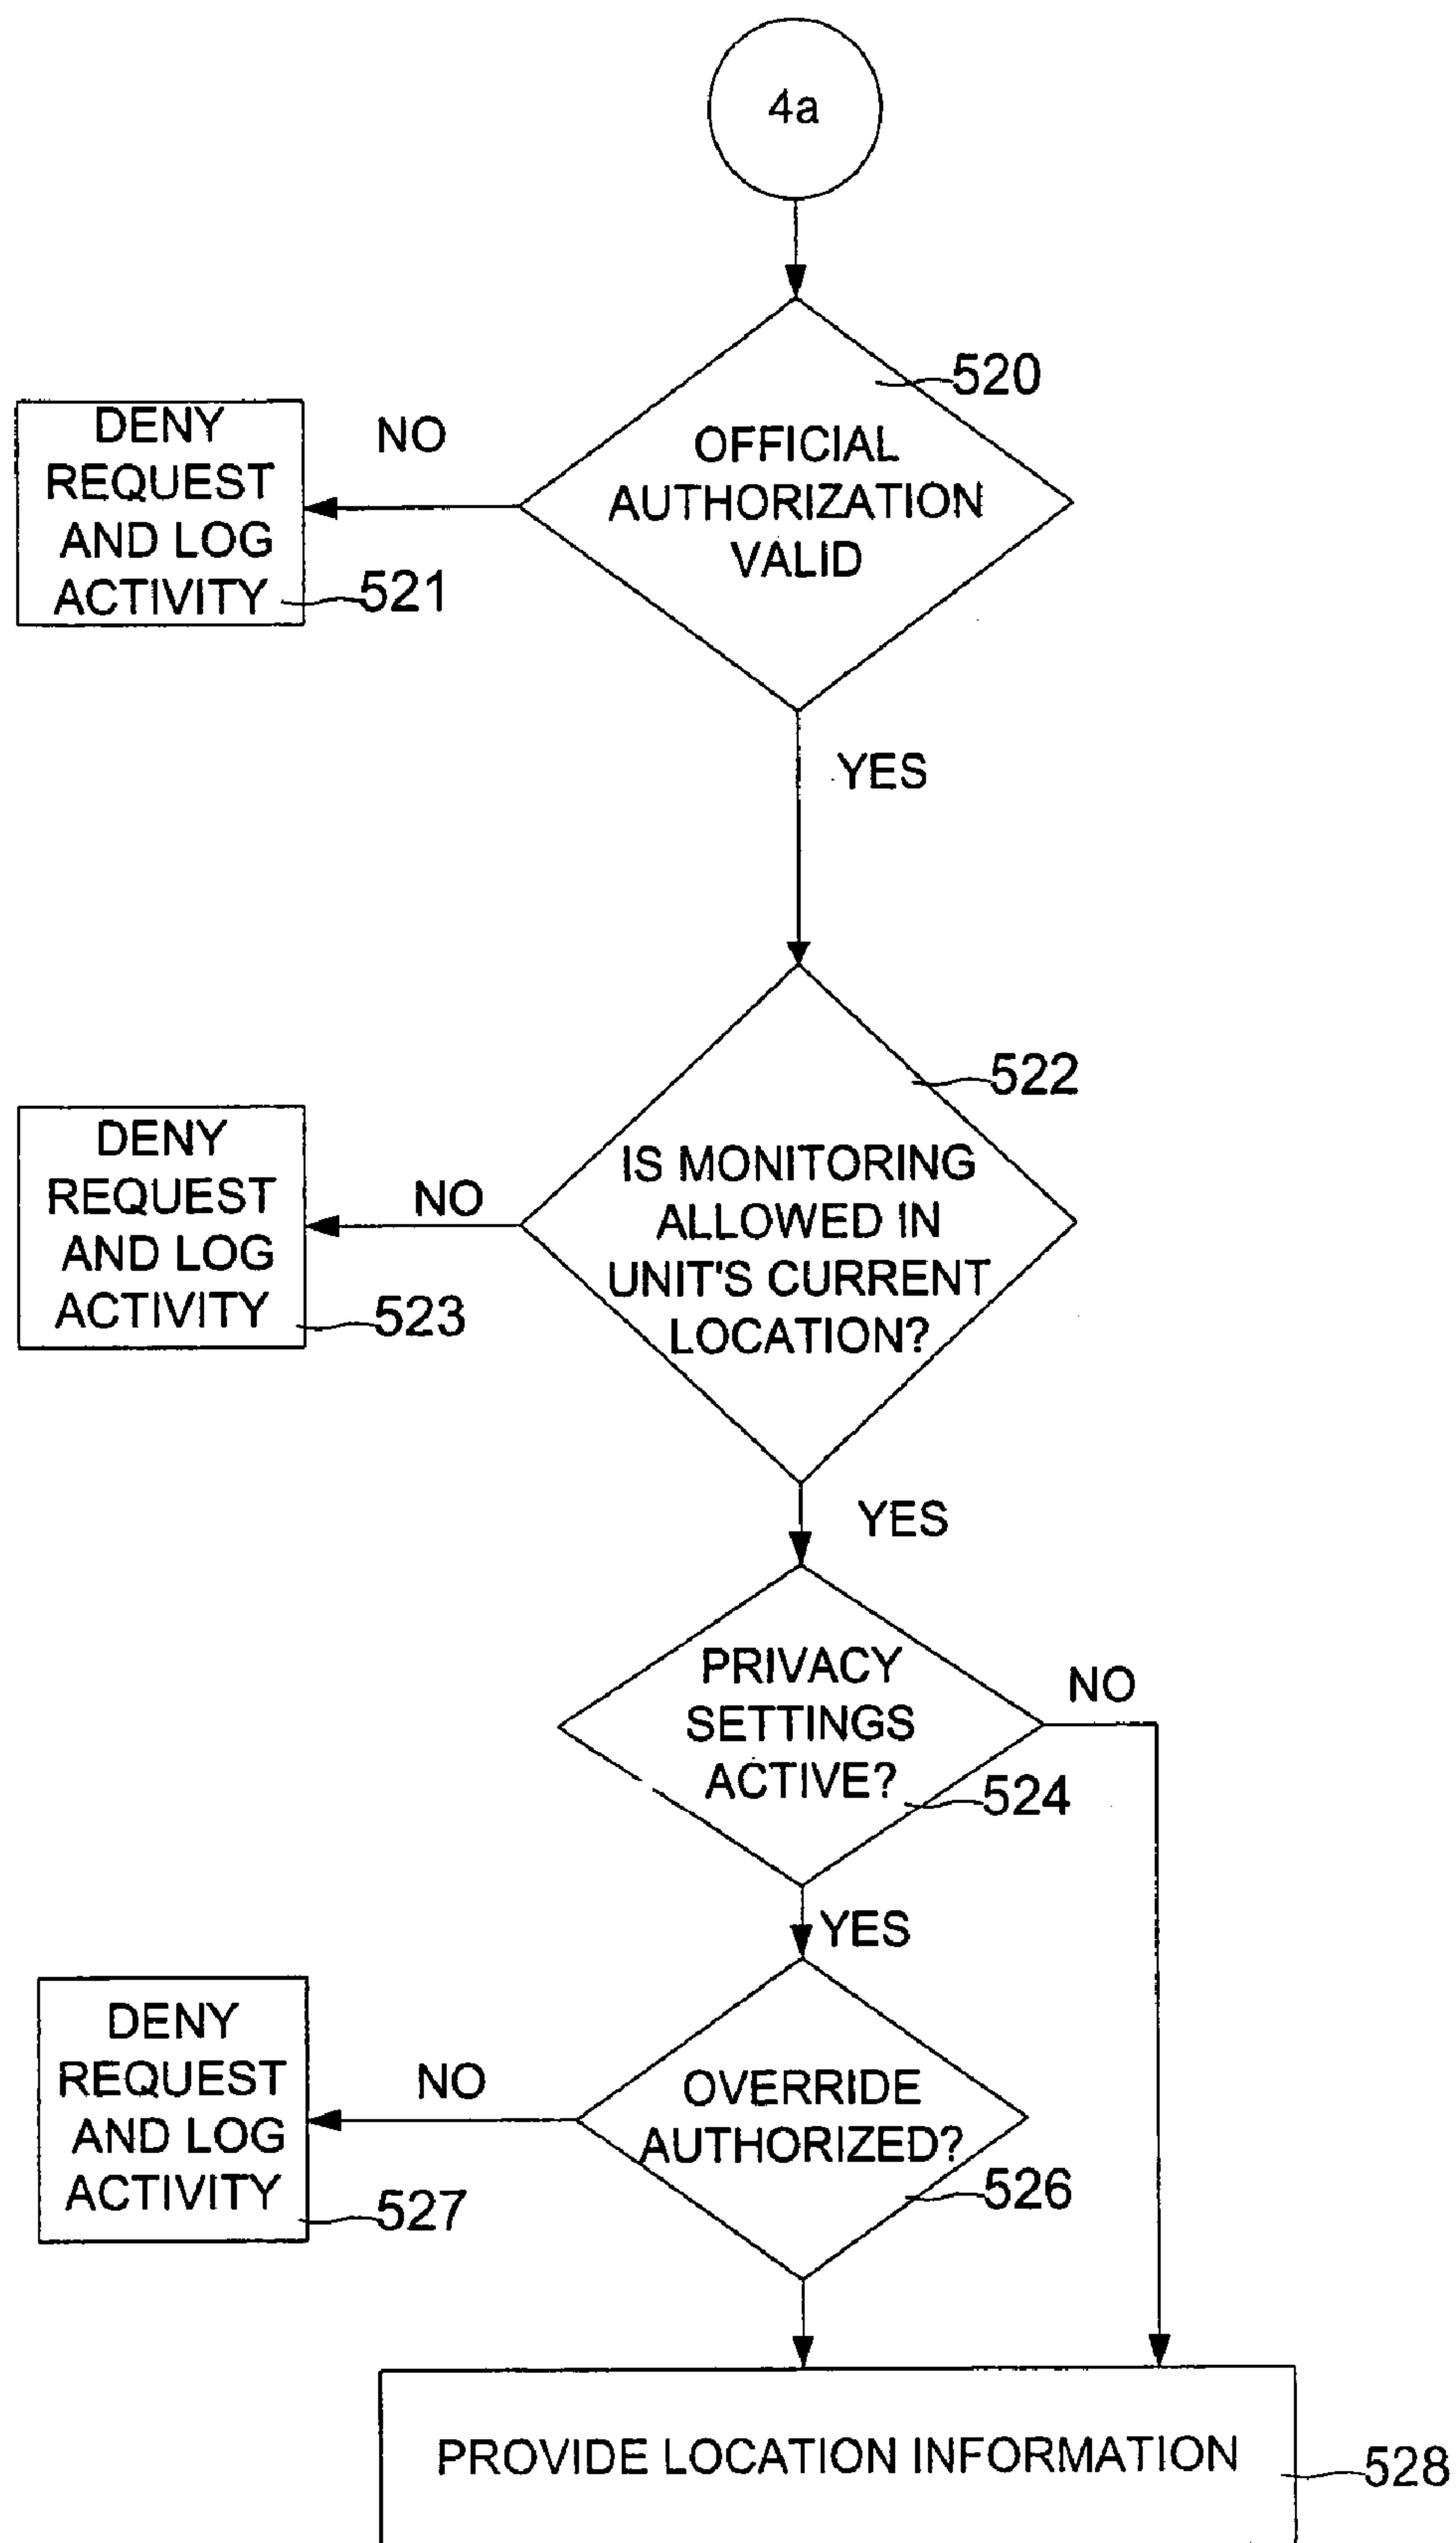 4a
520
OFFICIAL
AUTHORIZATION
VALID
NO
DENY
REQUEST
AND LOG
ACTIVITY
521
YES
522
IS MONITORING
ALLOWED IN
UNIT'S CURRENT
LOCATION?
NO
DENY
REQUEST
AND LOG
ACTIVITY
523
YES
PRIVACY
SETTINGS
ACTIVE?
524
NO
YES
OVERRIDE
AUTHORIZED?
526
NO
DENY
REQUEST
AND LOG
ACTIVITY
527
PROVIDE LOCATION INFORMATION
528